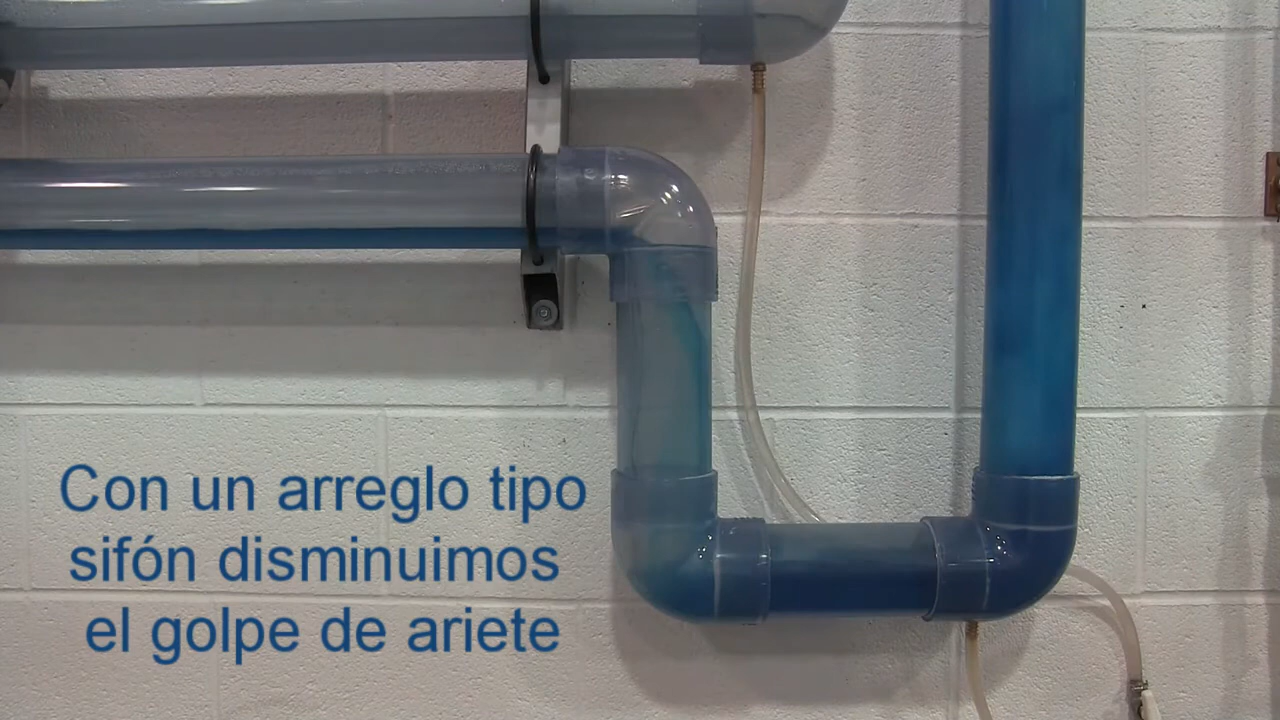 Con un arreglo tipo
sifón disminuimos
el golpe de ariete